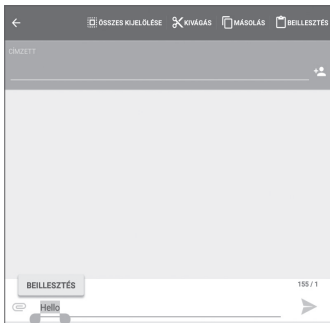 ÖSSZES KIJELÖLÉSE KIVÁGÁS MÁSOLÁS BEILLESZTÉS
CÍMZETT
BEILLESZTÉS
155 / 1
Hello